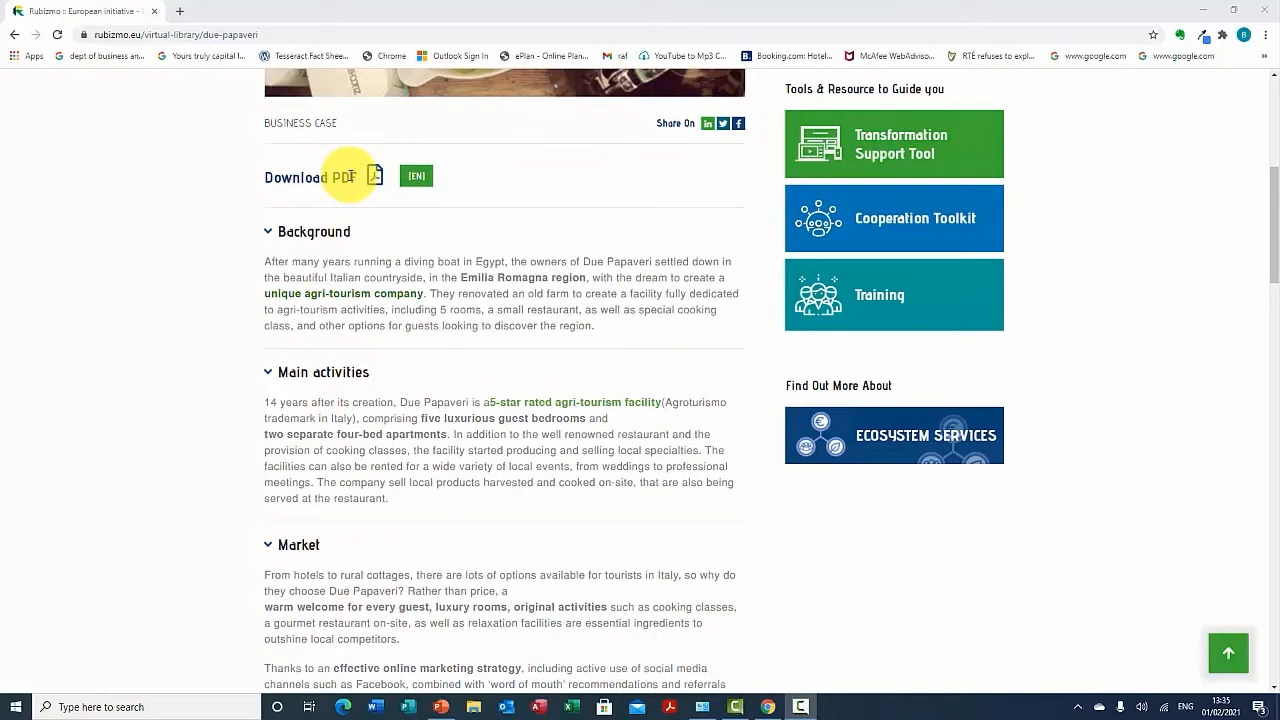 Rubizmo :: European initiative - V
rubizmo.eu/virtual-library/due-papaveri
B
Apps
dept of business an...
Yours truly curriculum l...
Tesseract Fact Shee...
Chrome
Outlook Sign In
ePlan - Online Plan...
raf
YouTube to Mp3 C...
Booking.com: Hotel...
McAfee WebAdviso...
RTÉ refuses to expl...
www.google.com
www.google.com
Tools & Resource to Guide you
BUSINESS CASE
Share On
Transformation
Support Tool
Download PDF
(EN)
Cooperation Toolkit
Background
After many years running a diving boat in Egypt, the owners of Due Papaveri settled down in
the beautiful Italian countryside, in the Emilia Romagna region, with the dream to create a
unique agri-tourism company. They renovated an old farm to create a facility fully dedicated
to agri-tourism activities, including 5 rooms, a small restaurant, as well as special cooking
class, and other options for guests looking to discover the region.
Training
Main activities
Find Out More About
14 years after its creation, Due Papaveri is a5-star rated agri-tourism facility(Agroturismo
trademark in Italy), comprising five luxurious guest bedrooms and
two separate four-bed apartments. In addition to the well renowned restaurant and the
provision of cooking classes, the facility started producing and selling local specialties. The
facilities can also be rented for a wide variety of local events, from weddings to professional
meetings. The company sell local products harvested and cooked on-site, that are also being
served at the restaurant.
ECOSYSTEM SERVICES
Market
From hotels to rural cottages, there are lots of options available for tourists in Italy, so why do
they choose Due Papaveri? Rather than price, a
warm welcome for every guest, luxury rooms, original activities such as cooking classes,
a gourmet restaurant on-site, as well as relaxation facilities are essential ingredients to
outshine local competitors.
Thanks to an effective online marketing strategy, including active use of social media
channels such as Facebook, combined with 'word of mouth' recommendations and referrals
Type here to search
ENG
13:35
01/02/2021